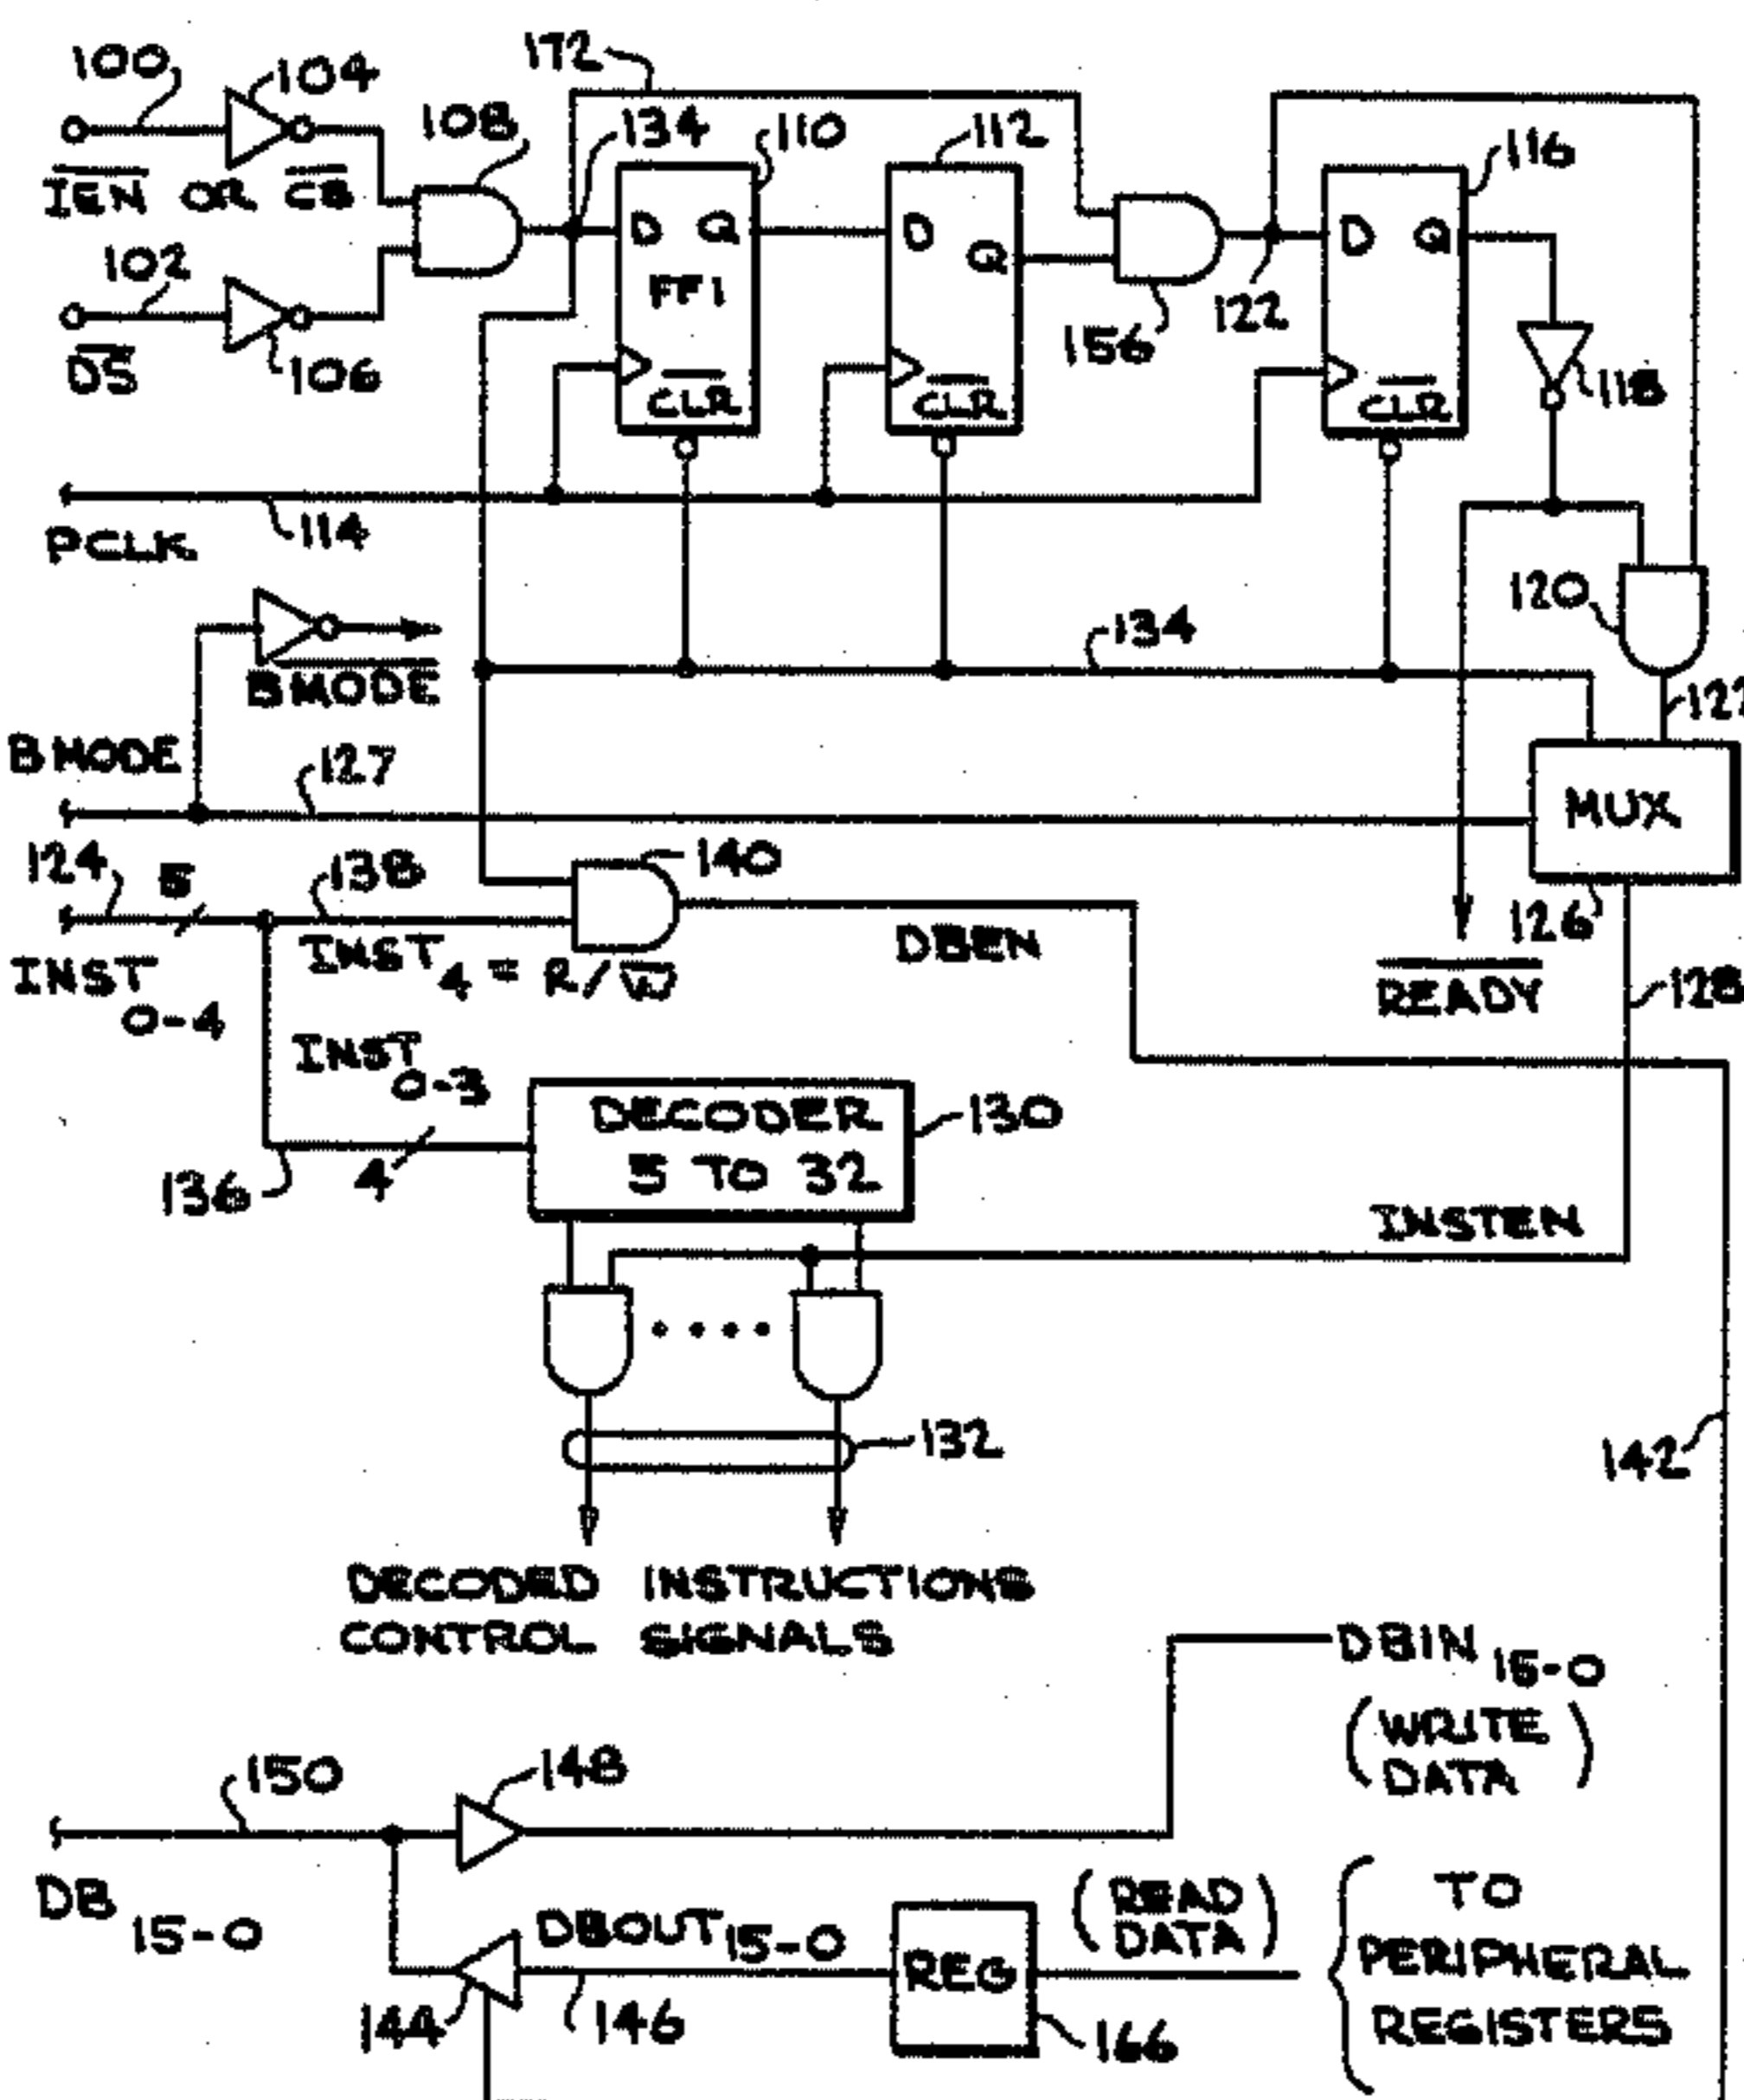 172
100 104
108 134 110 112 116
IEN OR CS
D Q D Q D Q
FF1
102
DS
106
CLR CLR CLR
156 122 118
PCLK
114
120
134
BMODE
122
BMODE
127
MUX
124 5 138 140
126
INST 0-4
INST 4 = R/W
DBEN
READY
128
INST 0-3
DECODER
5 TO 32
130
136 4
INSTEN
132
142
DECODED INSTRUCTIONS
CONTROL SIGNALS
DBIN 15-0
(WRITE
DATA)
150 148
DB 15-0
DBOUT 15-0
(READ
DATA)
REG
144 146 166
TO
PERIPHERAL
REGISTERS